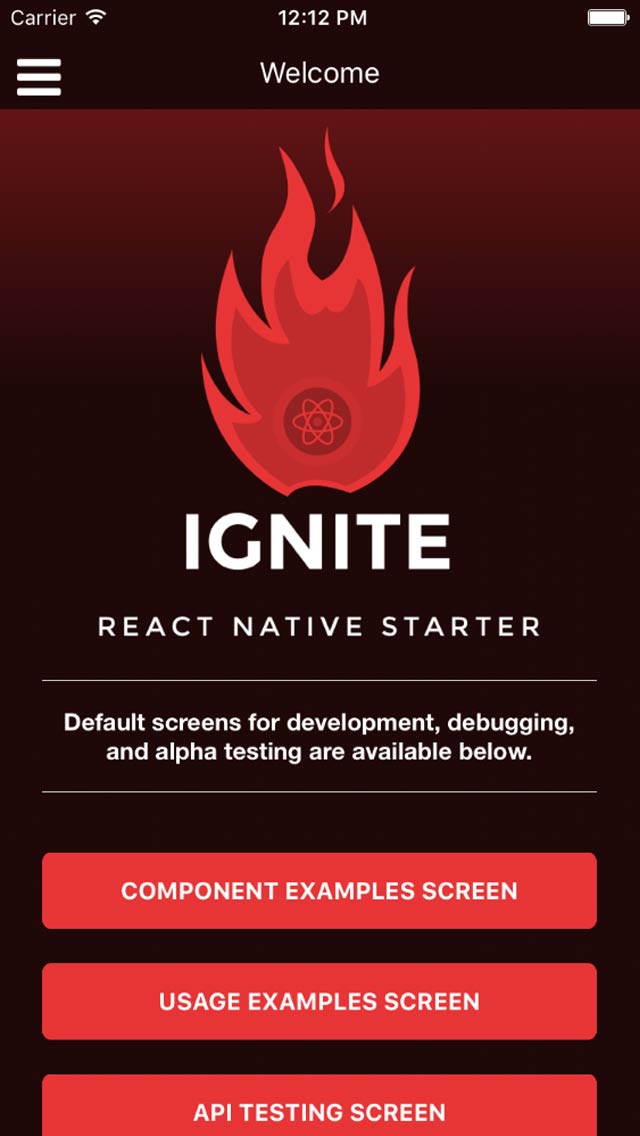 Carrier 12:12 PM
Welcome
IGNITE
REACT NATIVE STARTER
Default screens for development, debugging,
and alpha testing are available below.
COMPONENT EXAMPLES SCREEN
USAGE EXAMPLES SCREEN
API TESTING SCREEN